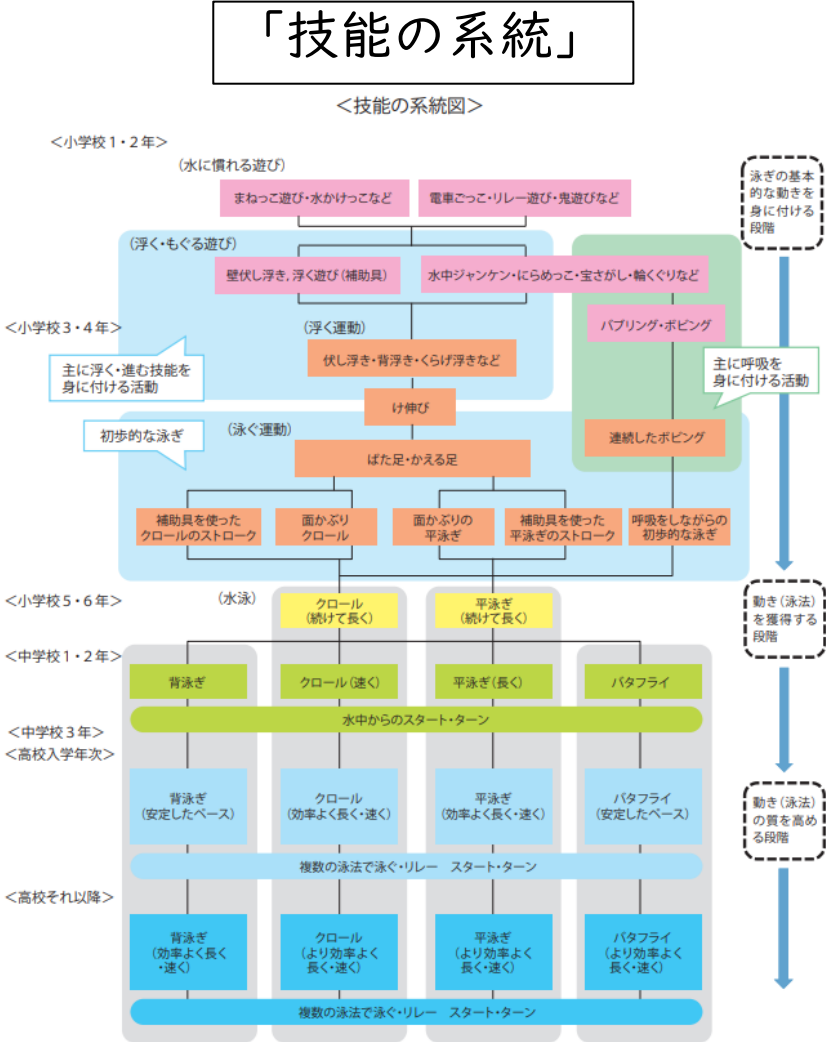 「技能の系統」
＜技能の系統図＞
＜小学校1・2年＞
(水に慣れる遊び)
まねっこ遊び・水かけっこなど
電車ごっこ・リレー遊び・鬼遊びなど
泳ぎの基本
的な動きを
身に付ける
段階
(浮く・もぐる遊び)
壁伏し浮き,浮く遊び(補助具)
水中ジャンケン・にらめっこ・宝さがし・輪くぐりなど
＜小学校3・4年＞
(浮く運動)
バブリング・ボビング
主に浮く・進む技能を
身に付ける活動
伏し浮き・背浮き・くらげ浮きなど
主に呼吸を
身に付ける活動
け伸び
初歩的な泳ぎ
(泳ぐ運動)
連続したボビング
ばた足・かえる足
補助具を使った
クロールのストローク
面かぶり
クロール
面かぶりの
平泳ぎ
補助具を使った
平泳ぎのストローク
呼吸をしながらの
初歩的な泳ぎ
＜小学校5・6年＞
(水泳)
クロール
(続けて長く)
平泳ぎ
(続けて長く)
動き(泳法)
を獲得する
段階
＜中学校1・2年＞
背泳ぎ
クロール(速く)
平泳ぎ(長く)
バタフライ
水中からのスタート・ターン
＜中学校3年＞
＜高校入学年次＞
背泳ぎ
(安定したペース)
クロール
(効率よく長く・速く)
平泳ぎ
(効率よく長く・速く)
バタフライ
(安定したペース)
動き(泳法)
の質を高め
る段階
複数の泳法で泳ぐ・リレー　スタート・ターン
＜高校それ以降＞
背泳ぎ
(効率よく長く
・速く)
クロール
(より効率よく
長く・速く)
平泳ぎ
(より効率よく
長く・速く)
バタフライ
(より効率よく
長く・速く)
複数の泳法で泳ぐ・リレー　スタート・ターン